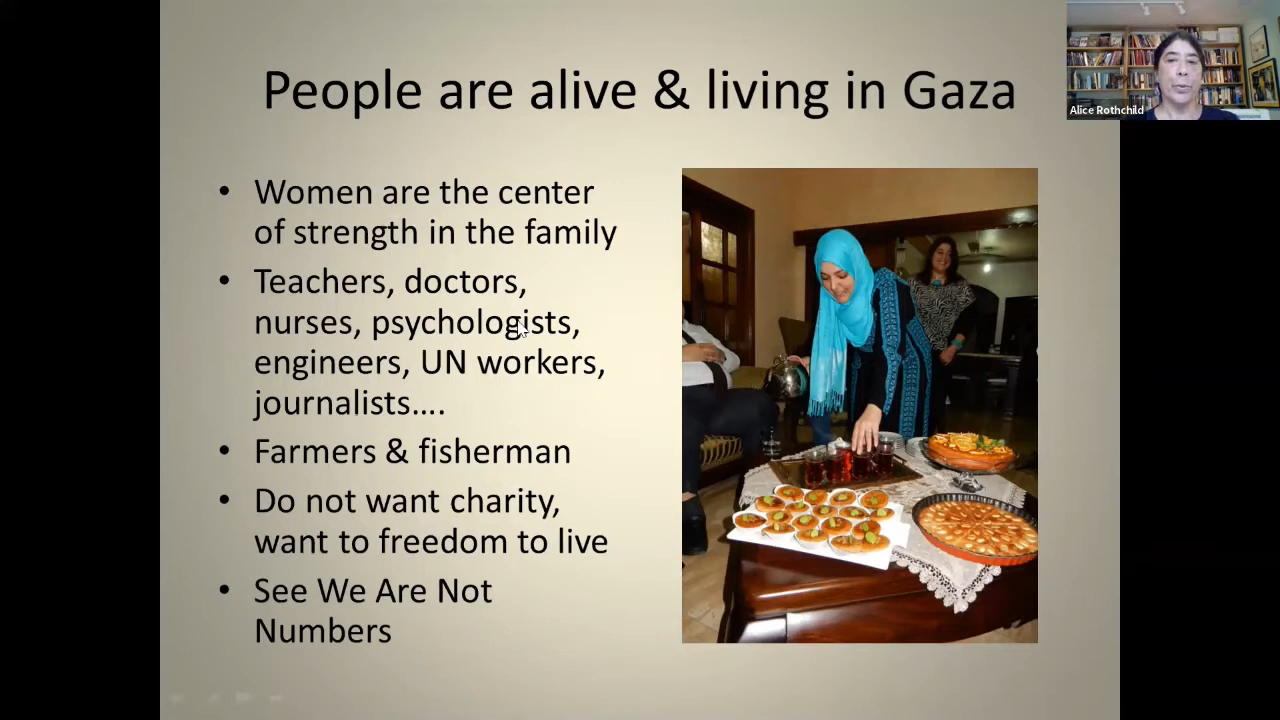 People are alive & living in Gaza
Alice Rothchild
• Women are the center
of strength in the family
• Teachers, doctors,
nurses, psychologists,
engineers, UN workers,
journalists….
• Farmers & fisherman
• Do not want charity,
want to freedom to live
• See We Are Not
Numbers